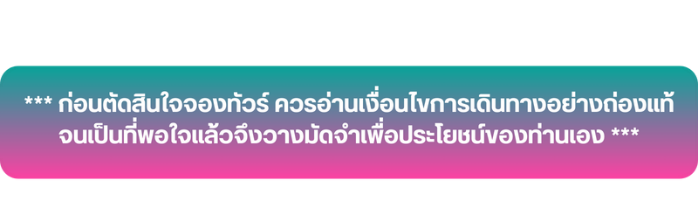 *** ก่อนตัดสินใจจองทัวร์ ควรอ่านเงื่อนไขการเดินทางอย่างถ่องแท้
จนเป็นที่พอใจแล้วจึงวางมัดจำเพื่อประโยชน์ของท่านเอง ***